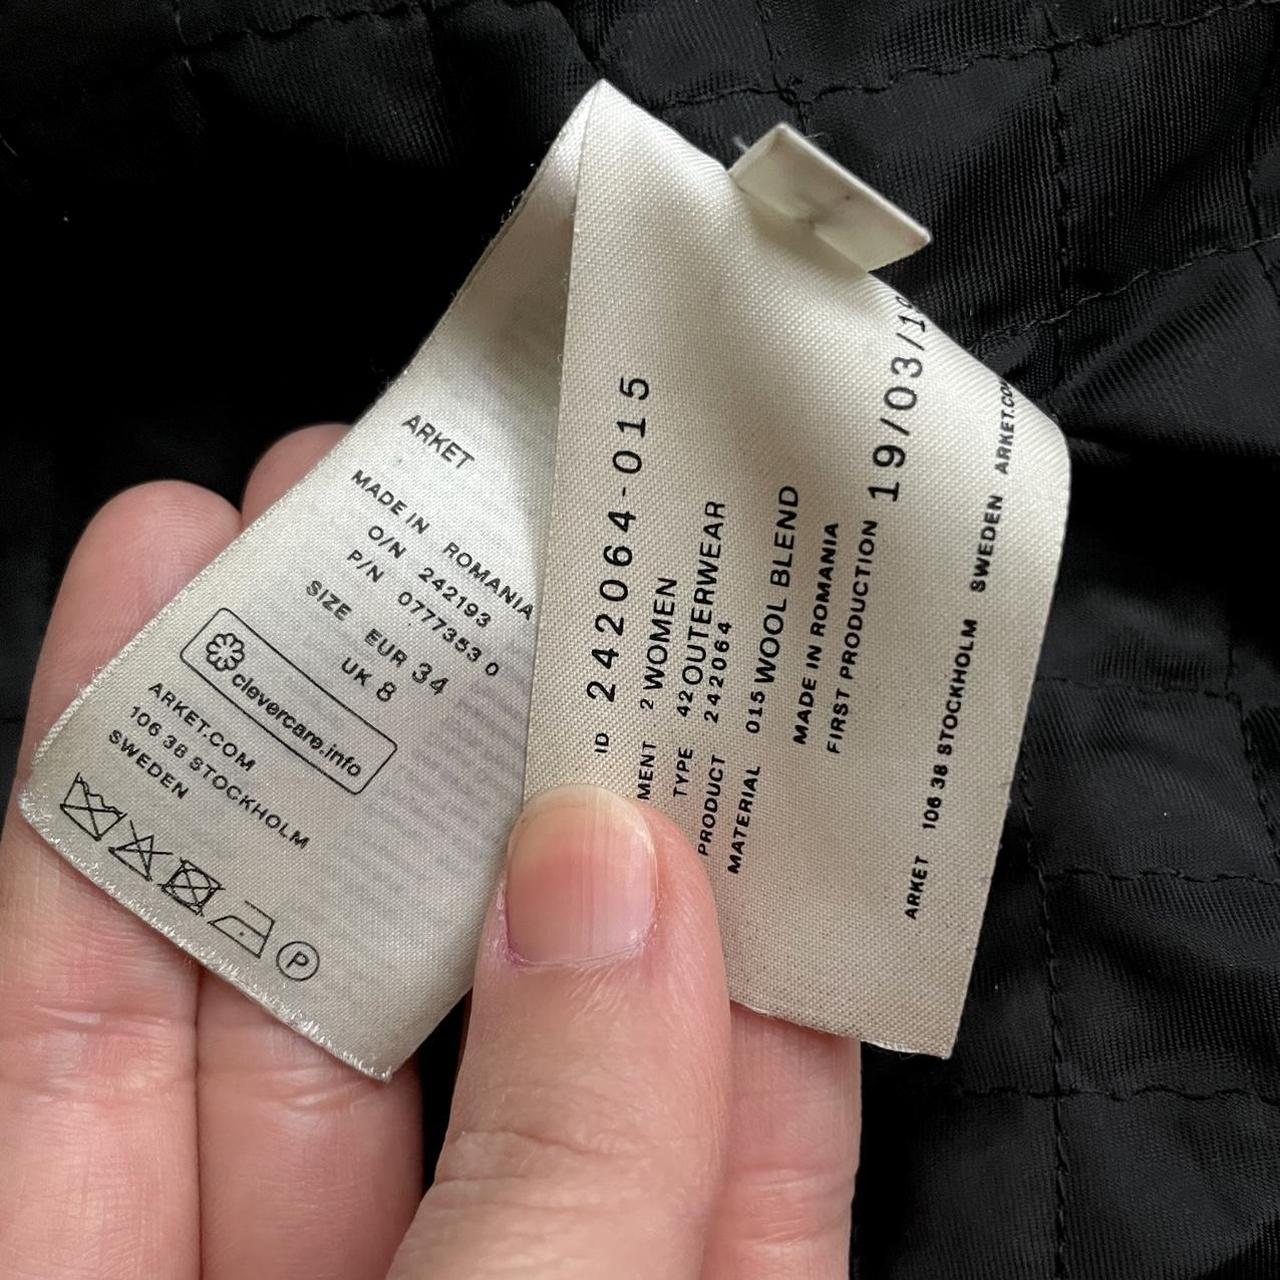 ARKET
MADE IN ROMANIA
O/N 242193
P/N 0777353 0
SIZE EUR 34
UK 8
clevercare.info
ARKET.COM
106 38 STOCKHOLM
SWEDEN
P
ID 242064-015
MENT 2 WOMEN
TYPE 42 OUTERWEAR
PRODUCT 242064
MATERIAL 015 WOOL BLEND
MADE IN ROMANIA
FIRST PRODUCTION 19/03/19
ARKET 106 38 STOCKHOLM SWEDEN ARKET.CO